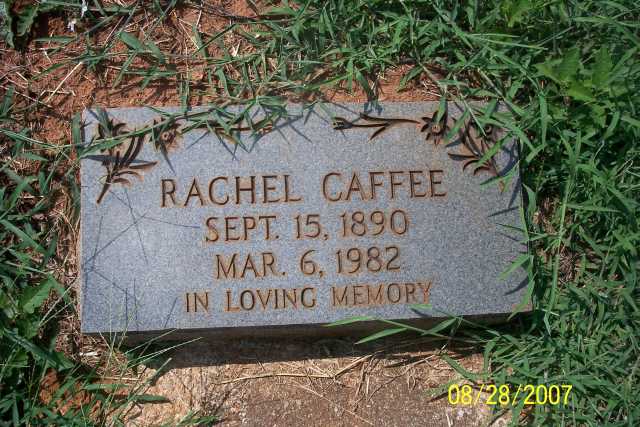 RACHEL CAFFEE
SEPT. 15, 1890
MAR. 6, 1982
IN LOVING MEMORY
08/28/2007